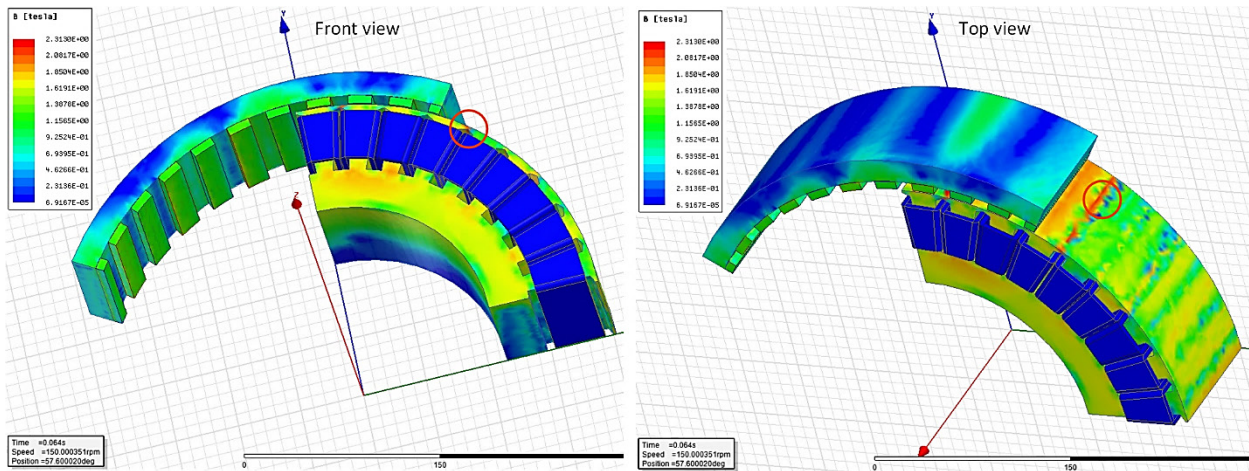 B [tesla]
2.3130E+00
2.0817E+00
1.8504E+00
1.6191E+00
1.3878E+00
1.1565E+00
9.2524E-01
6.9395E-01
4.6265E-01
2.3136E-01
6.9167E-05
Front view
Y
Z
Time =0.064s
Speed =150.000351rpm
Position =57.600020deg
0
150
B [tesla]
2.3130E+00
2.0817E+00
1.8504E+00
1.6191E+00
1.3878E+00
1.1565E+00
9.2524E-01
6.9395E-01
4.6265E-01
2.3136E-01
6.9167E-05
Top view
Y
Time =0.064s
Speed =150.000351rpm
Position =57.600020deg
0
150